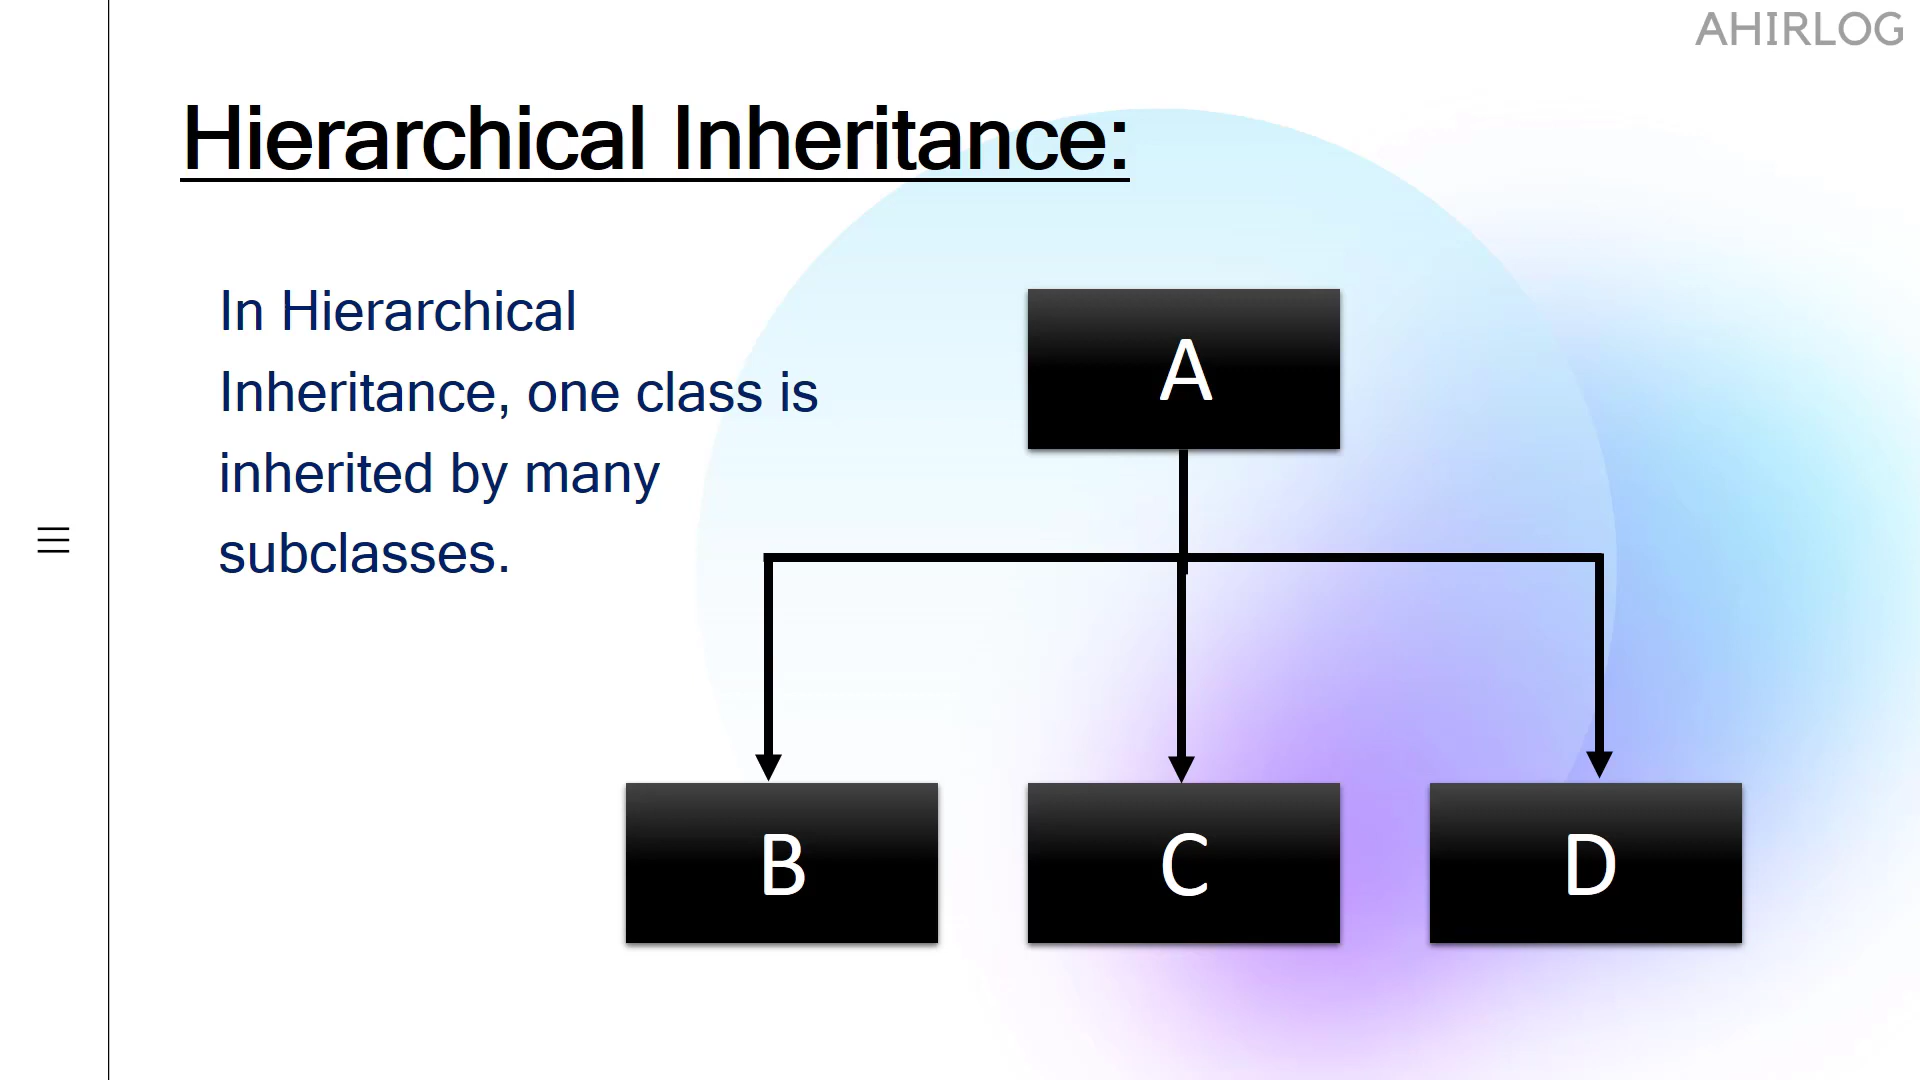 AHIRLOG
Hierarchical Inheritance:
In Hierarchical
Inheritance, one class is
inherited by many
subclasses.
A
B
C
D